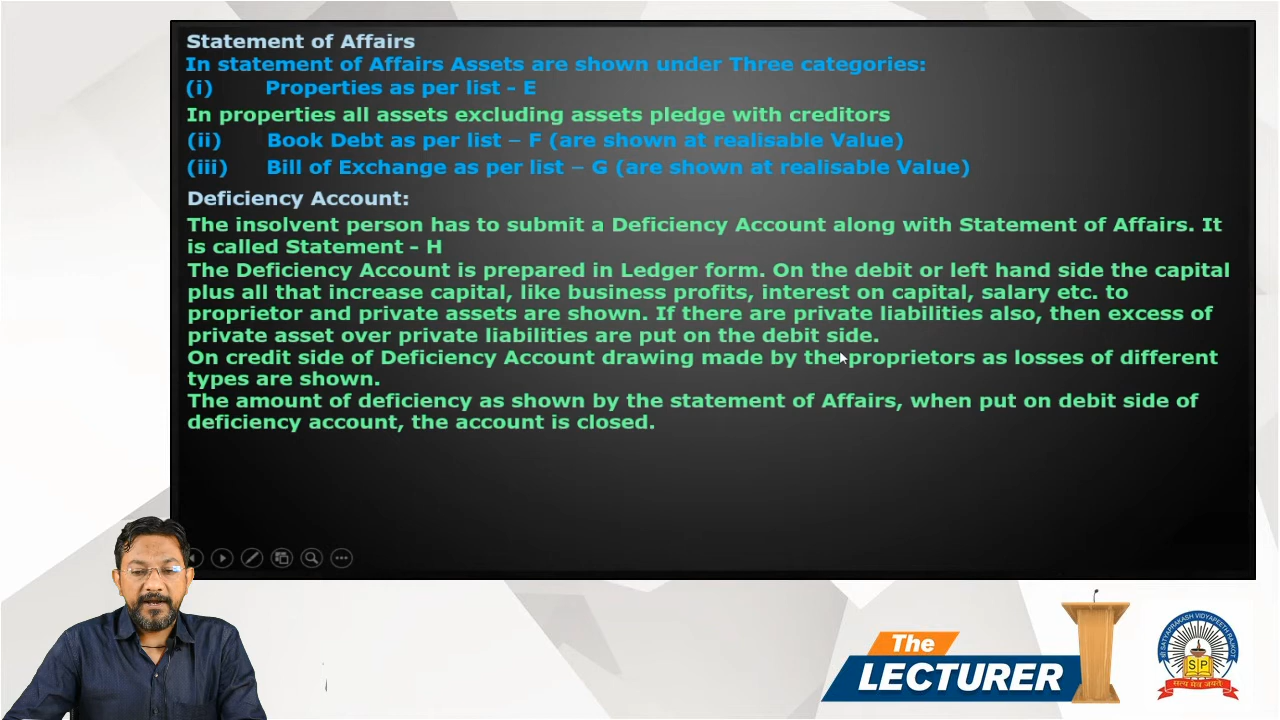 Statement of Affairs
In statement of Affairs Assets are shown under Three categories:
(i) Properties as per list - E
In properties all assets excluding assets pledge with creditors
(ii) Book Debt as per list – F (are shown at realisable Value)
(iii) Bill of Exchange as per list – G (are shown at realisable Value)
Deficiency Account:
The insolvent person has to submit a Deficiency Account along with Statement of Affairs. It
is called Statement - H
The Deficiency Account is prepared in Ledger form. On the debit or left hand side the capital
plus all that increase capital, like business profits, interest on capital, salary etc. to
proprietor and private assets are shown. If there are private liabilities also, then excess of
private asset over private liabilities are put on the debit side.
On credit side of Deficiency Account drawing made by the proprietors as losses of different
types are shown.
The amount of deficiency as shown by the statement of Affairs, when put on debit side of
deficiency account, the account is closed.
The
LECTURER
SATYAPRAKASH VIDYAPEETH RAJKOT
S P
सत्य मेव जयते